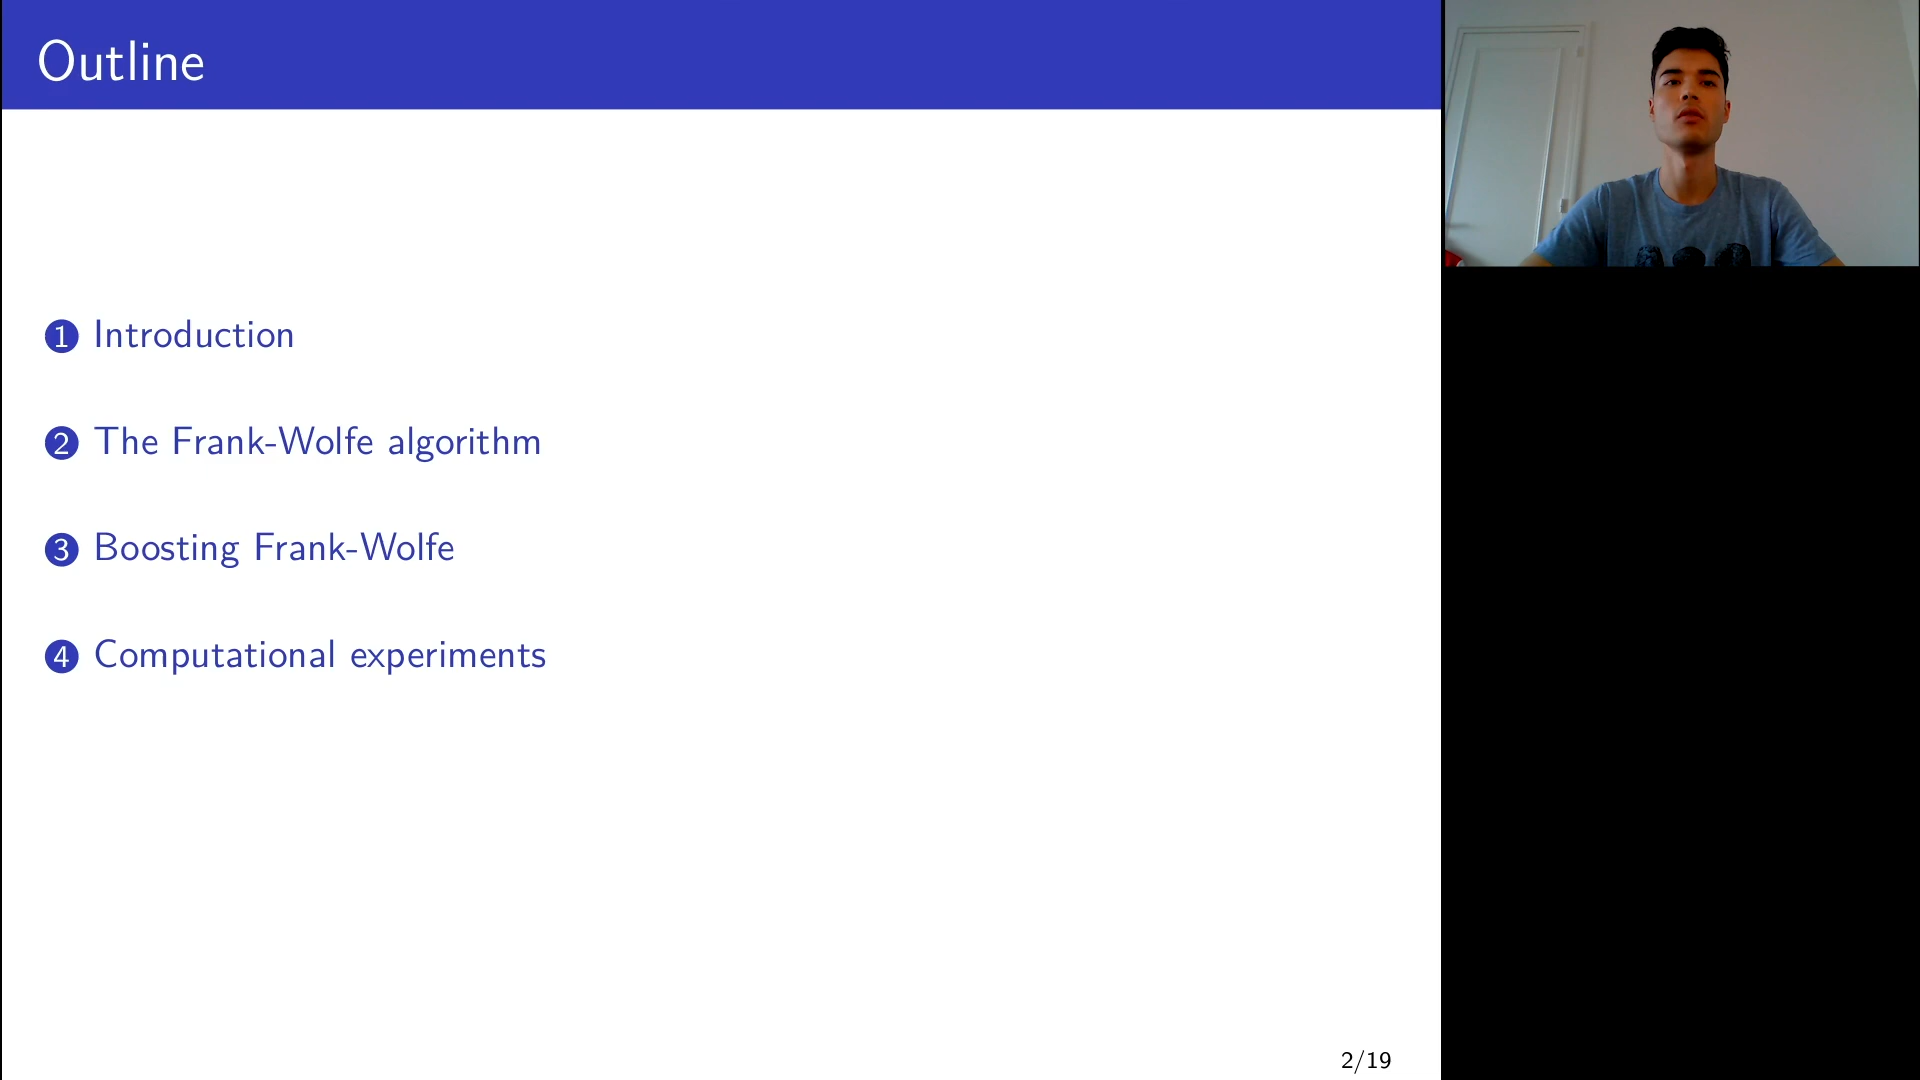 Outline
1 Introduction
2 The Frank-Wolfe algorithm
3 Boosting Frank-Wolfe
4 Computational experiments
2/19